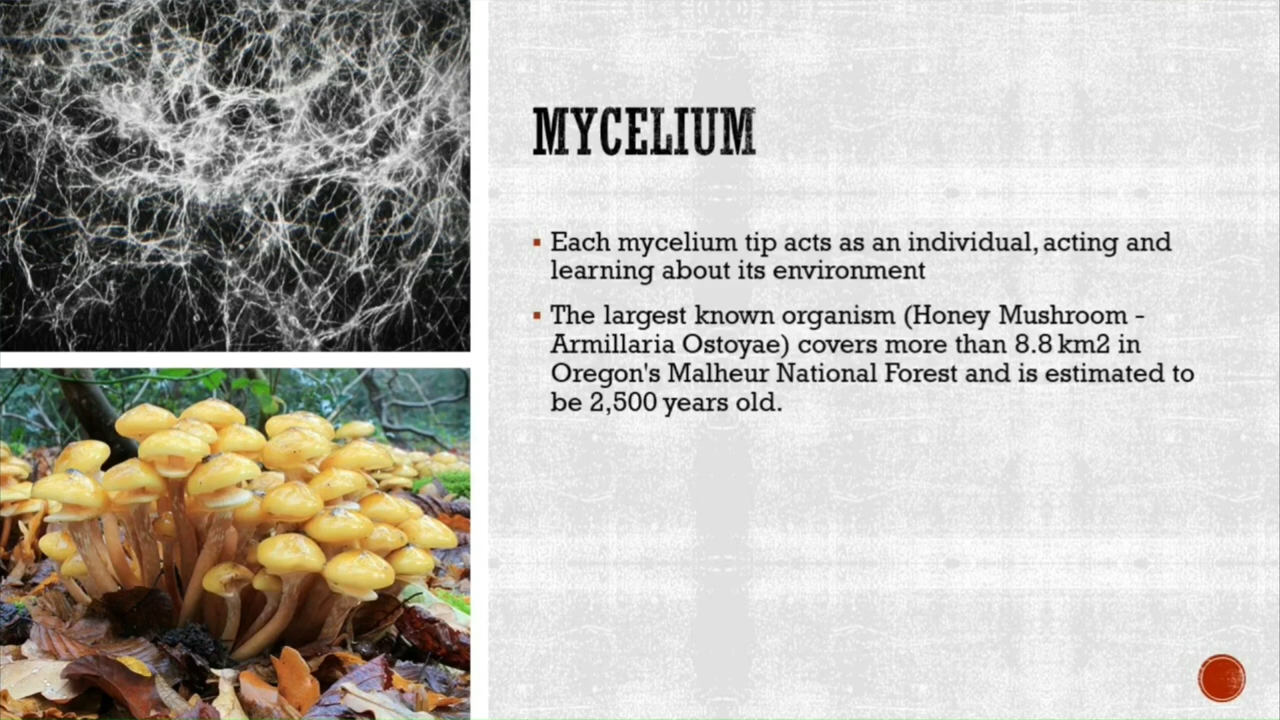 MYCELIUM
▪ Each mycelium tip acts as an individual, acting and
learning about its environment
▪ The largest known organism (Honey Mushroom -
Armillaria Ostoyae) covers more than 8.8 km2 in
Oregon's Malheur National Forest and is estimated to
be 2,500 years old.